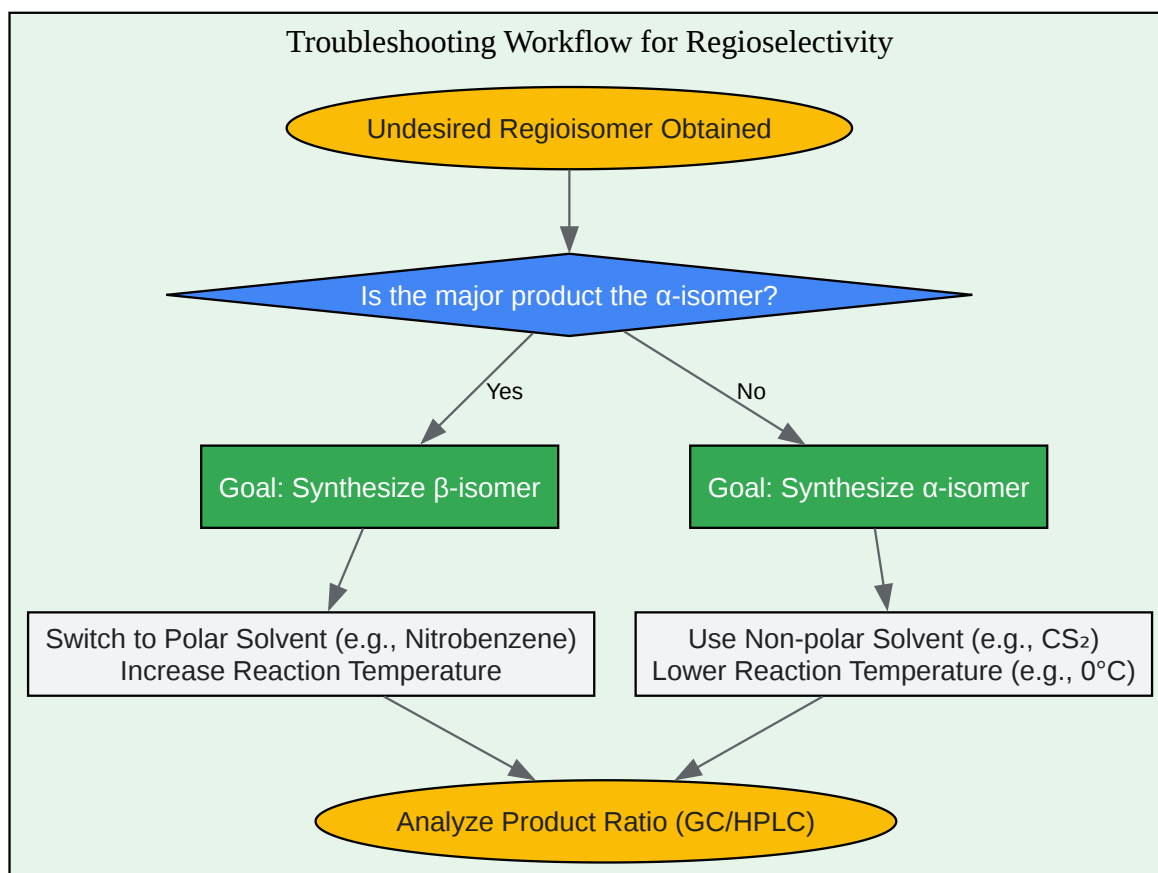 Troubleshooting Workflow for Regioselectivity
Undesired Regioisomer Obtained
Is the major product the α-isomer?
Yes
No
Goal: Synthesize β-isomer
Goal: Synthesize α-isomer
Switch to Polar Solvent (e.g., Nitrobenzene)
Increase Reaction Temperature
Use Non-polar Solvent (e.g., CS₂)
Lower Reaction Temperature (e.g., 0°C)
Analyze Product Ratio (GC/HPLC)